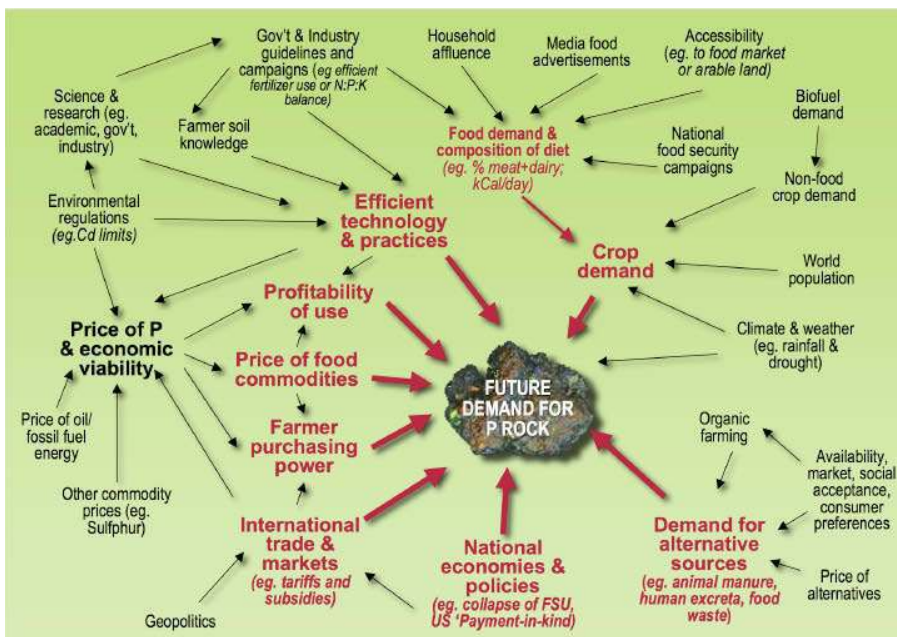 Gov't & Industry
guidelines and
campaigns (eg efficient
fertilizer use or N:P:K
balance)
Household
affluence
Media food
advertisements
Accessibility
(eg. to food market
or arable land)
Biofuel
demand
Science &
research (eg.
academic, gov't,
industry)
Farmer soil
knowledge
Food demand &
composition of diet
(eg. % meat+dairy;
kCal/day)
National
food security
campaigns
Non-food
crop demand
Environmental
regulations
(eg.Cd limits)
Efficient
technology
& practices
Crop
demand
World
population
Profitability
of use
Price of P
& economic
viability
Price of food
commodities
Climate & weather
(eg. rainfall &
drought)
FUTURE
DEMAND FOR
P ROCK
Price of oil/
fossil fuel
energy
Farmer
purchasing
power
Organic
farming
Availability,
market, social
acceptance,
consumer
preferences
Other commodity
prices (eg.
Sulfphur)
International
trade &
markets
(eg. tariffs and
subsidies)
National
economies &
policies
(eg. collapse of FSU,
US 'Payment-in-kind)
Demand for
alternative
sources
(eg. animal manure,
human excreta, food
waste)
Price of
alternatives
Geopolitics